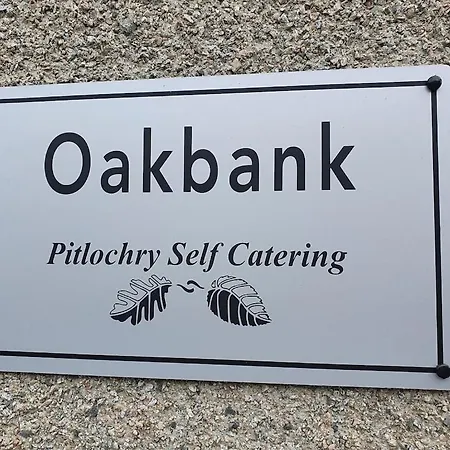 Oakbank
Pitlochry Self Catering